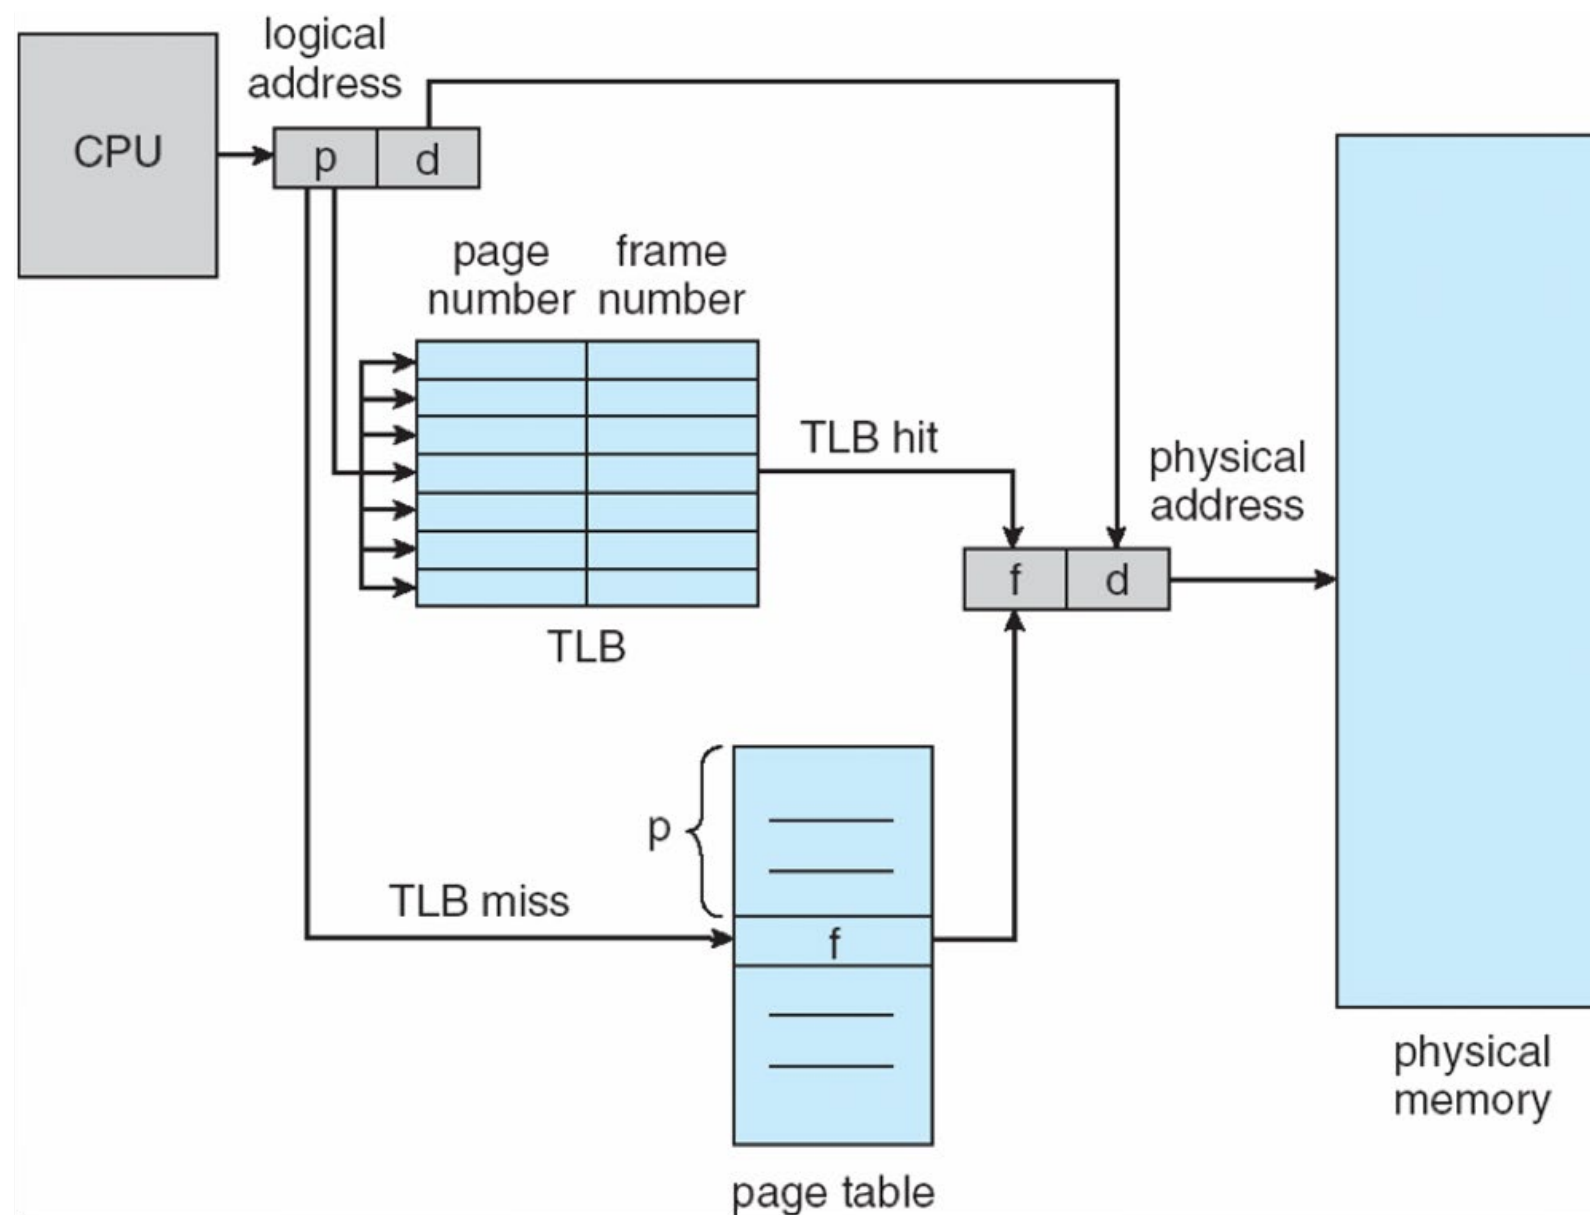 logical
address
CPU
p
d
page
number
frame
number
TLB hit
physical
address
f
d
TLB
p
TLB miss
f
physical
memory
page table